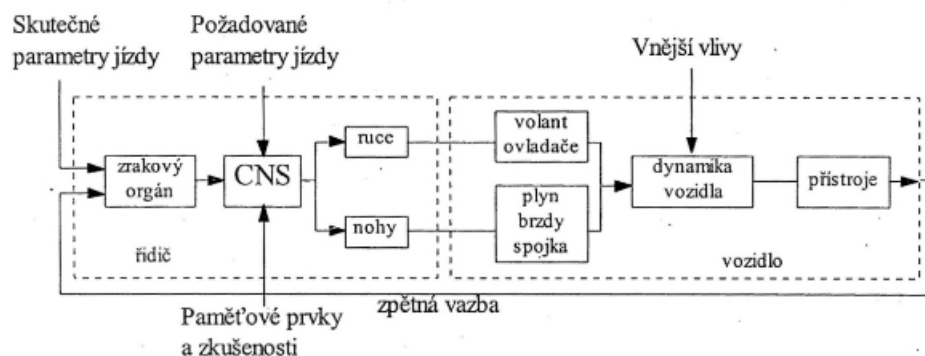 Skutečné
parametry jízdy
Požadované
parametry jízdy
Vnější vlivy
zrakový
orgán
CNS
ruce
nohy
volant
ovladače
plyn
brzdy
spojka
dynamika
vozidla
přístroje
řidič
vozidlo
zpětná vazba
Paměťové prvky
a zkušenosti